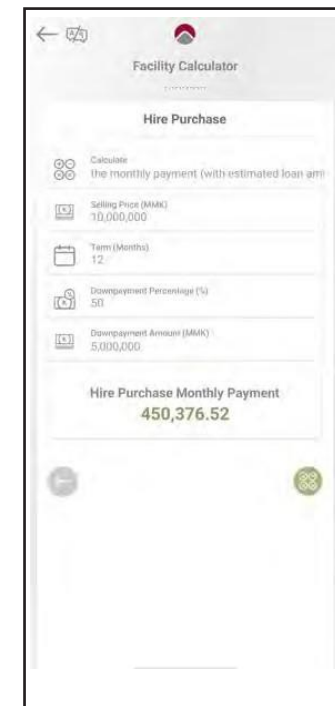 Facility Calculator
Hire Purchase
Calculate
the monthly payment (with estimated loan am
Selling Price (MMK)
10,000,000
Term (Months)
12
Downpayment Percentage (%)
50
Downpayment Amount (MMK)
5,000,000
Hire Purchase Monthly Payment
450,376.52